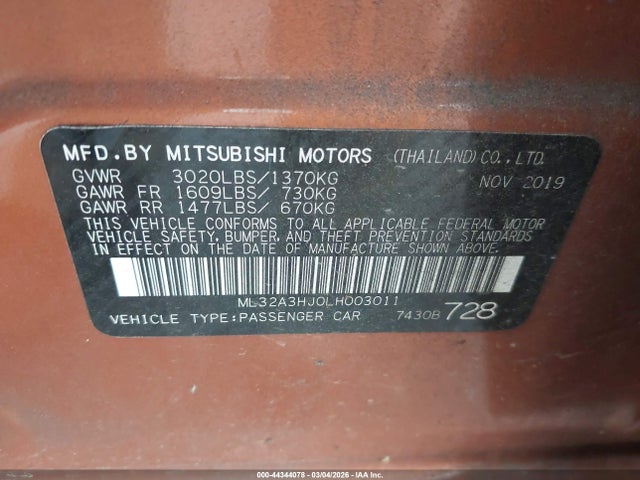 MFD.BY MITSUBISHI MOTORS (THAILAND) CO., LTD.
GVWR 3020LBS/1370KG NOV 2019
GAWR FR 1609LBS/ 730KG
GAWR RR 1477LBS/ 670KG
THIS VEHICLE CONFORMS TO ALL APPLICABLE FEDERAL MOTOR
VEHICLE SAFETY, BUMPER, AND THEFT PREVENTION STANDARDS
IN EFFECT ON THE DATE OF MANUFACTURE SHOWN ABOVE.
ML32A3HJ0LH003011
VEHICLE TYPE:PASSENGER CAR 7430B 728
000-44344078 - 03/04/2026 - IAA Inc.